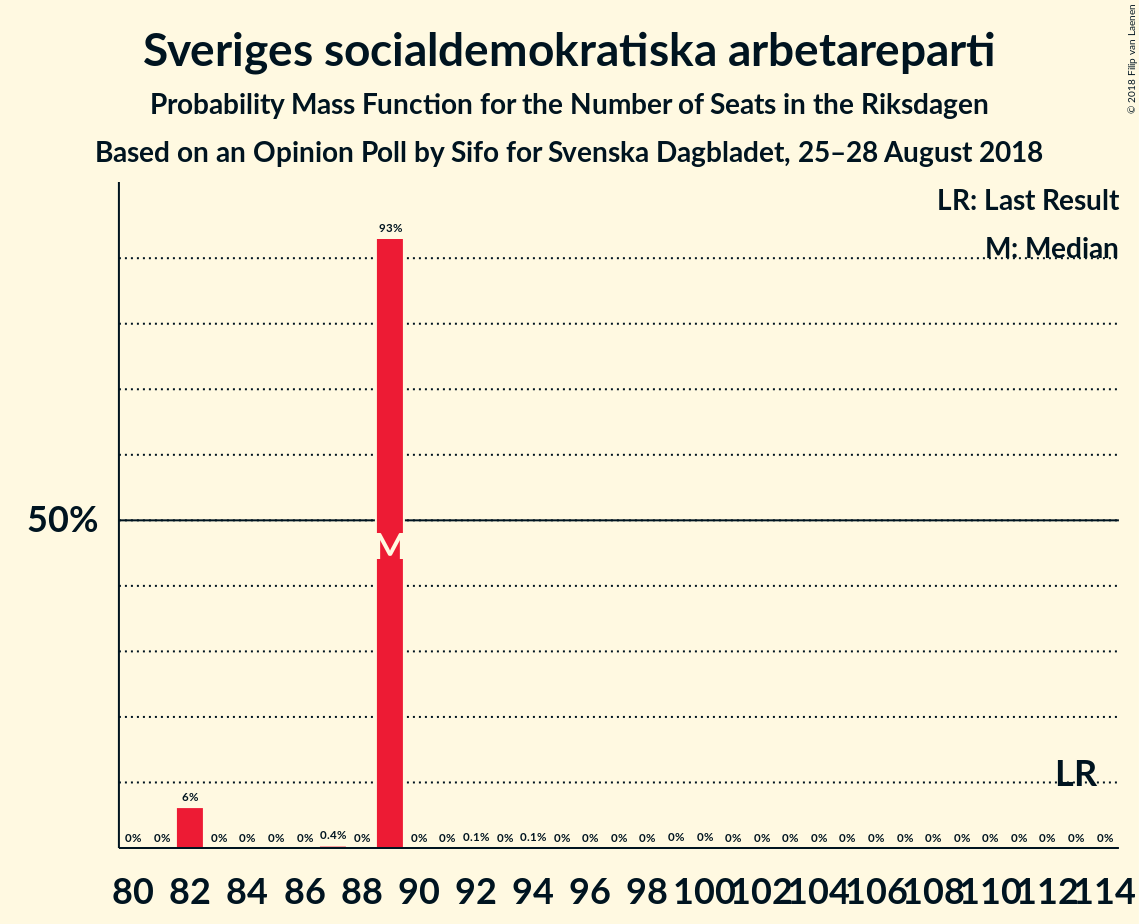 Sveriges socialdemokratiska arbetareparti
Probability Mass Function for the Number of Seats in the Riksdagen
Based on an Opinion Poll by Sifo for Svenska Dagbladet, 25–28 August 2018
© 2018 Filip van Laenen
LR: Last Result
M: Median
93%
50%
M
LR
6%
0% 0% 0% 0% 0% 0% 0.4% 0% 0% 0% 0.1% 0% 0.1% 0% 0% 0% 0% 0% 0% 0% 0% 0% 0% 0% 0% 0% 0% 0% 0% 0% 0% 0% 0%
80 82 84 86 88 90 92 94 96 98 100 102 104 106 108 110 112 114